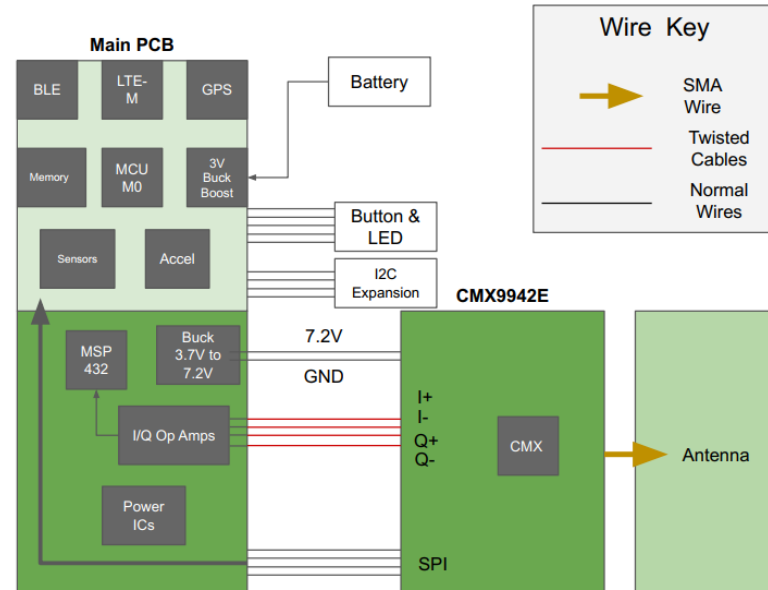 Main PCB
BLE
LTE-
M
GPS
Memory
MCU
M0
3V
Buck
Boost
Sensors
Accel
Battery
Button &
LED
I2C
Expansion
Wire Key
SMA
Wire
Twisted
Cables
Normal
Wires
MSP
432
Buck
3.7V to
7.2V
I/Q Op Amps
Power
ICs
7.2V
GND
CMX9942E
I+
I-
Q+
Q-
CMX
SPI
Antenna